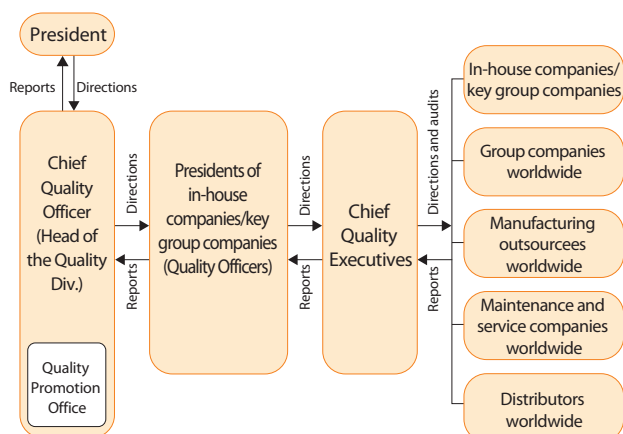 President
Reports
Directions
Chief
Quality
Officer
(Head of
the Quality
Div.)
Quality
Promotion
Office
Directions
Reports
Presidents of
in-house
companies/key
group companies
(Quality Officers)
Directions
Reports
Chief
Quality
Executives
Directions and audits
Reports
In-house companies/
key group companies
Group companies
worldwide
Manufacturing
outsourcees
worldwide
Maintenance and
service companies
worldwide
Distributors
worldwide